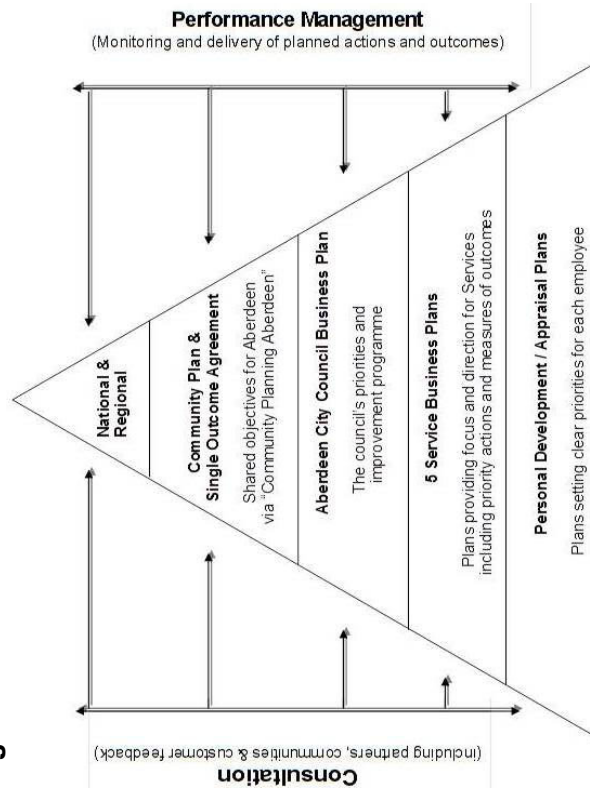 Performance Management
(Monitoring and delivery of planned actions and outcomes)
National &
Regional
Community Plan &
Single Outcome Agreement
Shared objectives for Aberdeen
via “Community Planning Aberdeen”
Aberdeen City Council Business Plan
The council's priorities and
improvement programme
5 Service Business Plans
Plans providing focus and direction for Services
including priority actions and measures of outcomes
Personal Development / Appraisal Plans
Plans setting clear priorities for each employee
Consultation
(including partners, communities & customer feedback)